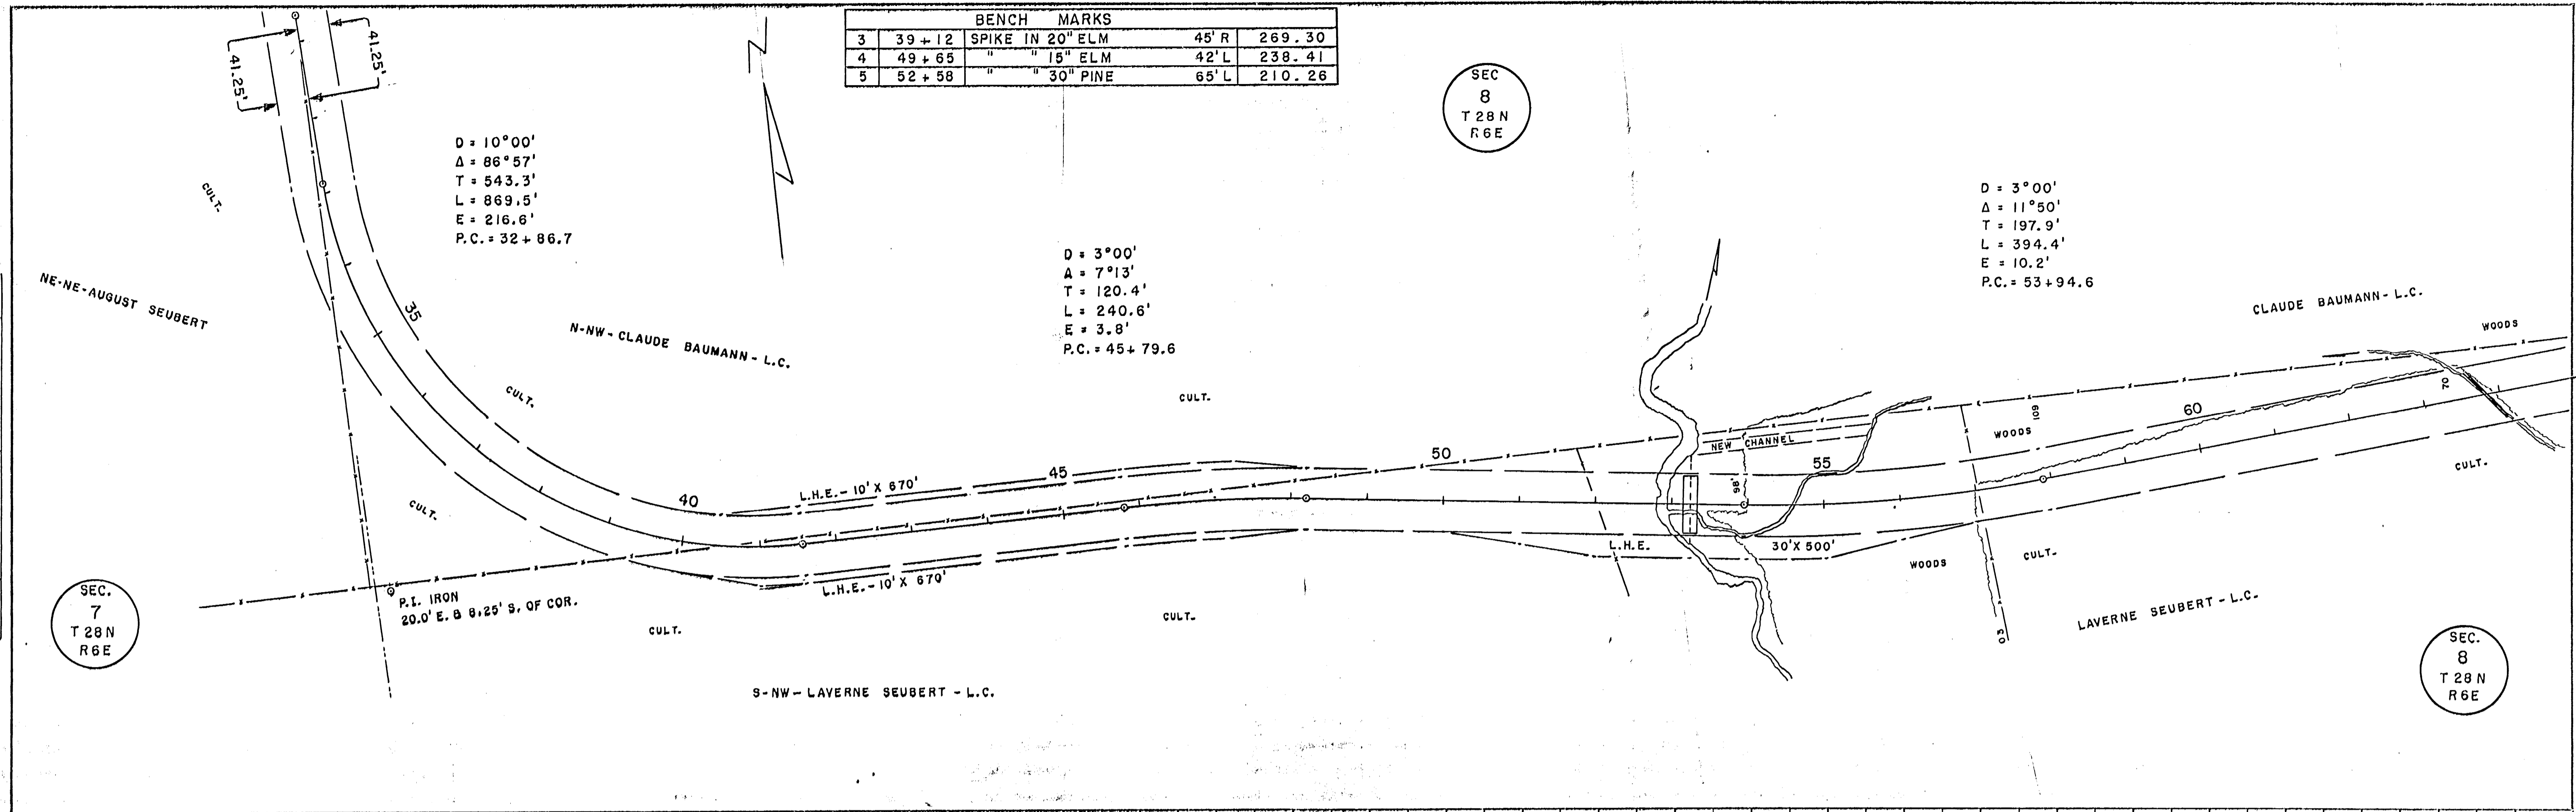 BENCH MARKS
3 39+12 SPIKE IN 20" ELM 45' R 269.30
4 49+65 " " 15" ELM 42' L 238.41
5 52+58 " " 30" PINE 65' L 210.26
41.25'
41.25'
SEC
8
T 28 N
R 6 E
D = 10°00'
Δ = 86°57'
T = 543.3'
L = 869.5'
E = 216.6'
P.C. = 32+86.7
CULT.
D = 3°00'
Δ = 11°50'
T = 197.9'
L = 394.4'
E = 10.2'
P.C. = 53+94.6
D = 3°00'
A = 7°13'
T = 120.4'
L = 240.6'
E = 3.8'
P.C. = 45+79.6
NE-NE-AUGUST SEUBERT
35
N-NW-CLAUDE BAUMANN-L.C.
CLAUDE BAUMANN-L.C.
WOODS
CULT.
CULT.
70
109
60
WOODS
NEW CHANNEL
50
55
45
40
L.H.E.-10' X 670'
98'
CULT.
CULT.
L.H.E. 30' X 500'
WOODS
CULT.
L.H.E.-10' X 670'
P.I. IRON
20.0' E. & 8.25' S. OF COR.
SEC.
7
T 28 N
R 6 E
CULT.
CULT.
LAVERNE SEUBERT-L.C.
03
SEC.
8
T 28 N
R 6 E
S-NW-LAVERNE SEUBERT-L.C.